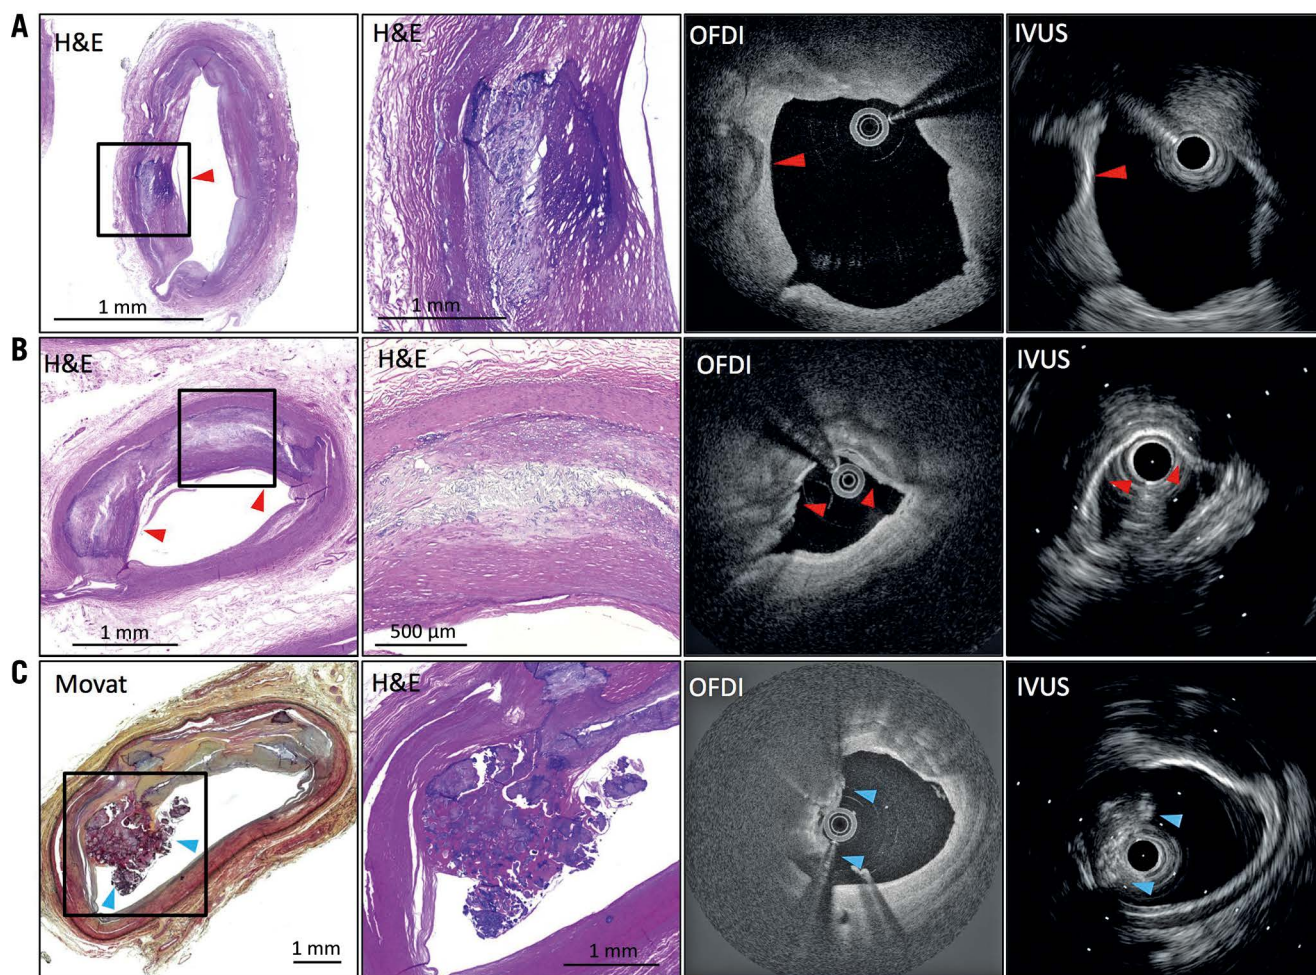 A
H&E
1 mm
H&E
1 mm
OFDI
IVUS
B
H&E
1 mm
H&E
500 µm
OFDI
IVUS
C
Movat
1 mm
H&E
1 mm
OFDI
IVUS